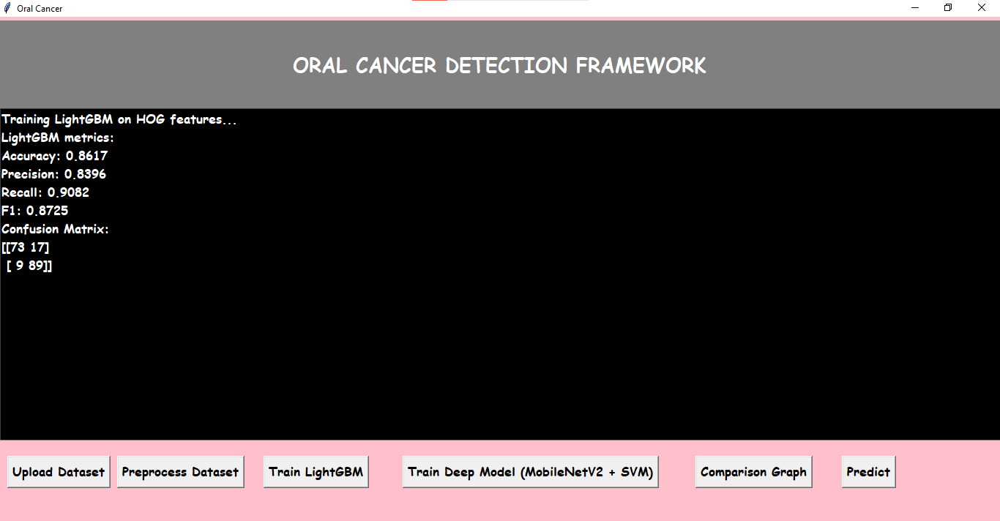 Oral Cancer
ORAL CANCER DETECTION FRAMEWORK
Training LightGBM on HOG features...
LightGBM metrics:
Accuracy: 0.8617
Precision: 0.8396
Recall: 0.9082
F1: 0.8725
Confusion Matrix:
[[73 17]
[ 9 89]]
Upload Dataset
Preprocess Dataset
Train LightGBM
Train Deep Model (MobileNetV2 + SVM)
Comparison Graph
Predict